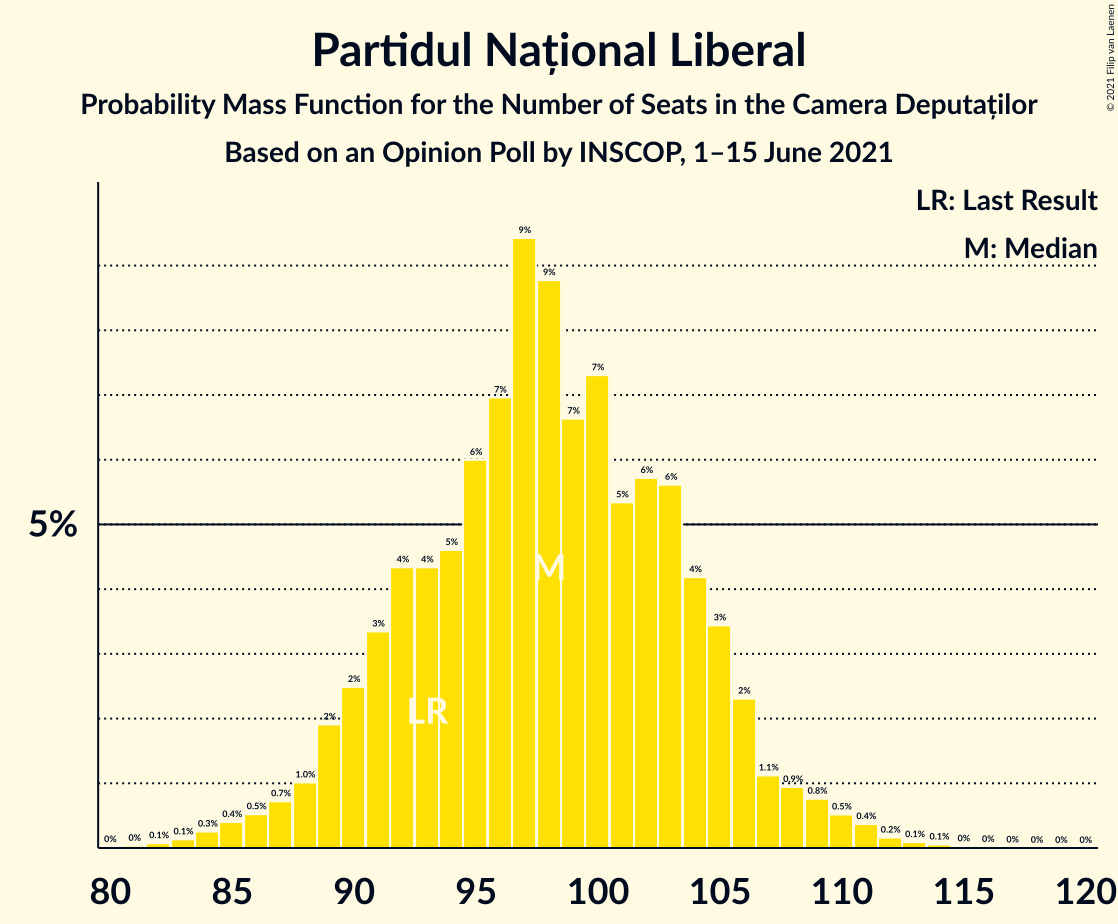 Partidul Național Liberal
Probability Mass Function for the Number of Seats in the Camera Deputaților
Based on an Opinion Poll by INSCOP, 1–15 June 2021
© 2021 Filip van Laenen
LR: Last Result
M: Median
5%
0% 0% 0.1% 0.1% 0.3% 0.4% 0.5% 0.7% 1.0% 2% 2% 3% 4% 4% 5% 6% 7% 9% 9% 7% 7% 5% 6% 6% 4% 3% 2% 1.1% 0.9% 0.8% 0.5% 0.4% 0.2% 0.1% 0.1% 0% 0% 0% 0% 0% 0%
M
LR
80 85 90 95 100 105 110 115 120